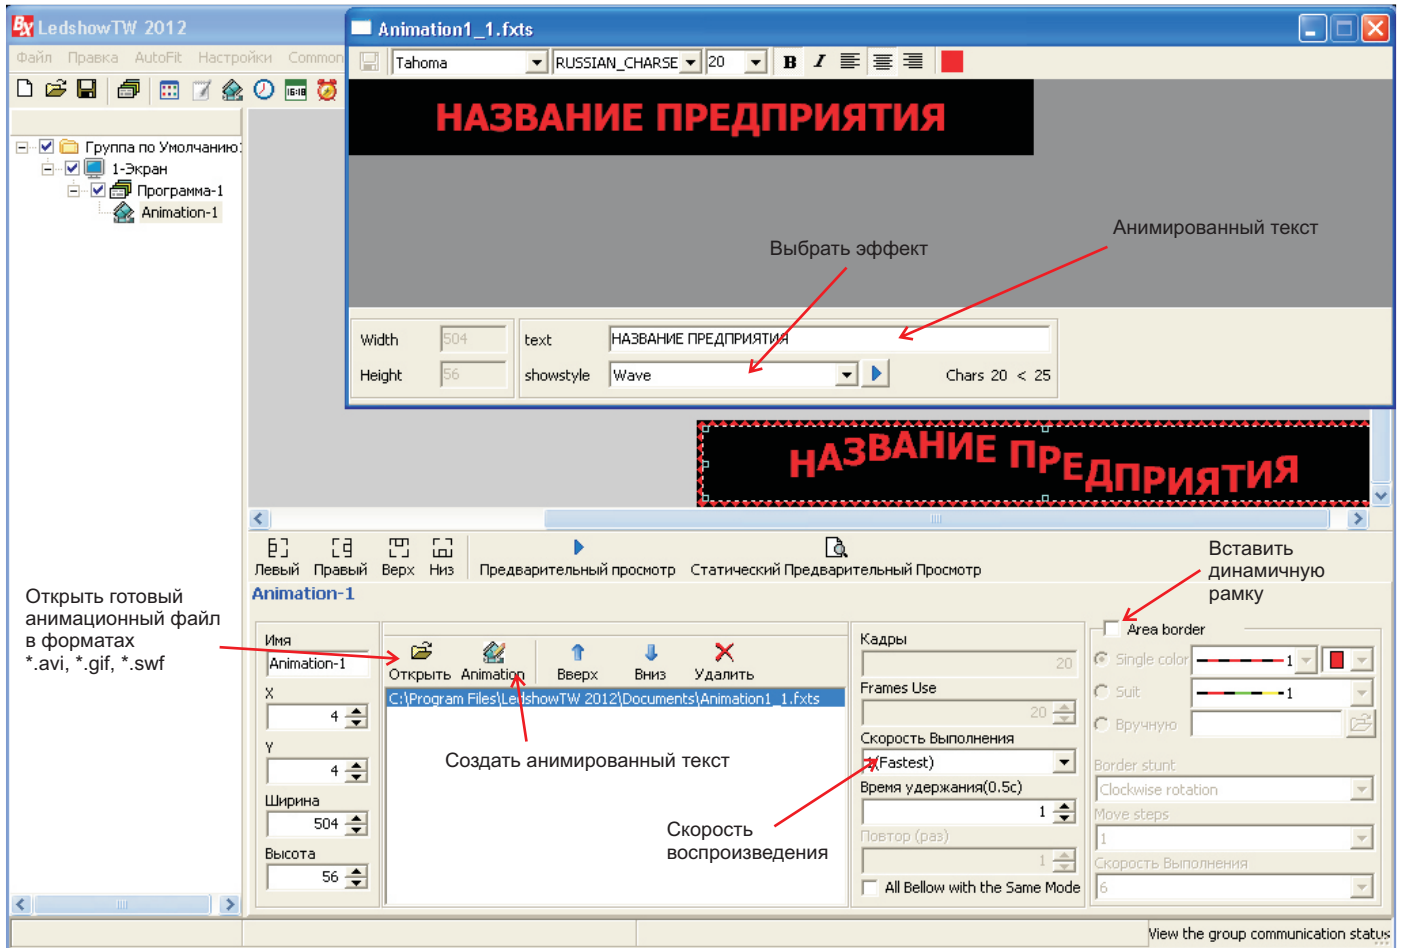 LedshowTW 2012
Animation1_1.fxts
Файл Правка AutoFit Настройки Common
Tahoma RUSSIAN_CHARSE 20 B I
16:18
НАЗВАНИЕ ПРЕДПРИЯТИЯ
Группа по Умолчанию
1-Экран
Программа-1
Animation-1
Анимированный текст
Выбрать эффект
Width 504 text НАЗВАНИЕ ПРЕДПРИЯТИЯ
Height 56 showstyle Wave Chars 20 < 25
НАЗВАНИЕ ПРЕДПРИЯТИЯ
Левый Правый Верх Низ Предварительный просмотр Статический Предварительный Просмотр
Вставить
динамичную
рамку
Animation-1
Открыть готовый
анимационный файл
в форматах
*.avi, *.gif, *.swf
Имя
Animation-1
X
4
Y
4
Ширина
504
Высота
56
Открыть Animation Вверх Вниз Удалить
C:\Program Files\LedshowTW 2012\Documents\Animation1_1.fxts
Создать анимированный текст
Скорость
воспроизведения
Кадры
20
Frames Use
20
Скорость Выполнения
1(Fastest)
Время удержания(0.5с)
1
Повтор (раз)
1
All Bellow with the Same Mode
Area border
Single color 1
Suit 1
Вручную
Border stunt
Clockwise rotation
Move steps
1
Скорость Выполнения
6
View the group communication status